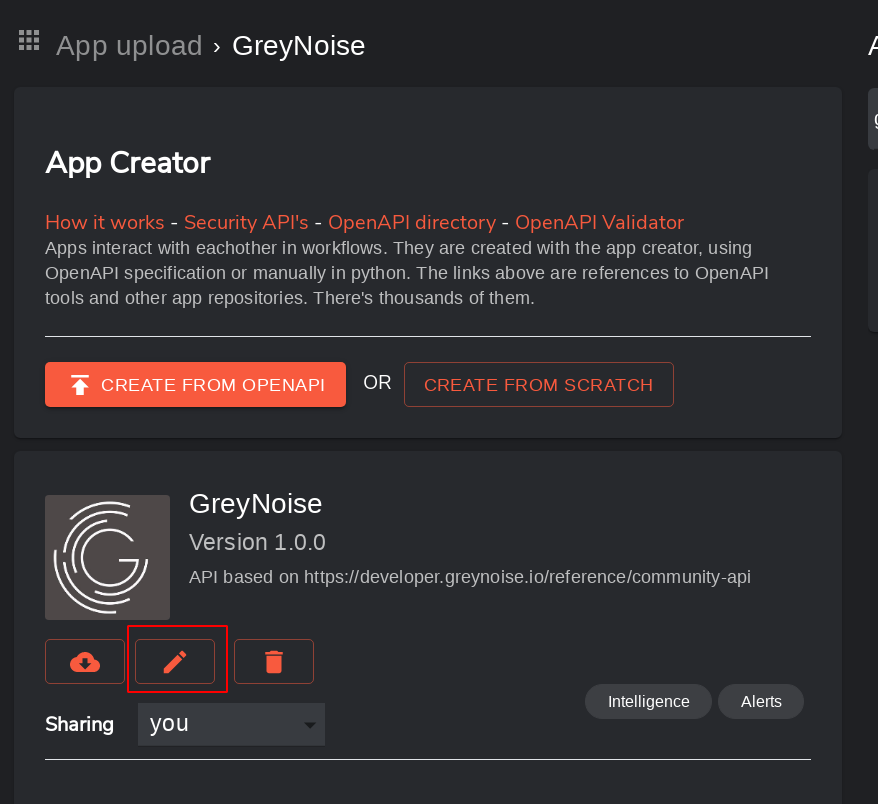 App upload › GreyNoise
App Creator
How it works - Security API's - OpenAPI directory - OpenAPI Validator
Apps interact with eachother in workflows. They are created with the app creator, using
OpenAPI specification or manually in python. The links above are references to OpenAPI
tools and other app repositories. There's thousands of them.
CREATE FROM OPENAPI OR CREATE FROM SCRATCH
GreyNoise
Version 1.0.0
API based on https://developer.greynoise.io/reference/community-api
Intelligence Alerts
Sharing you